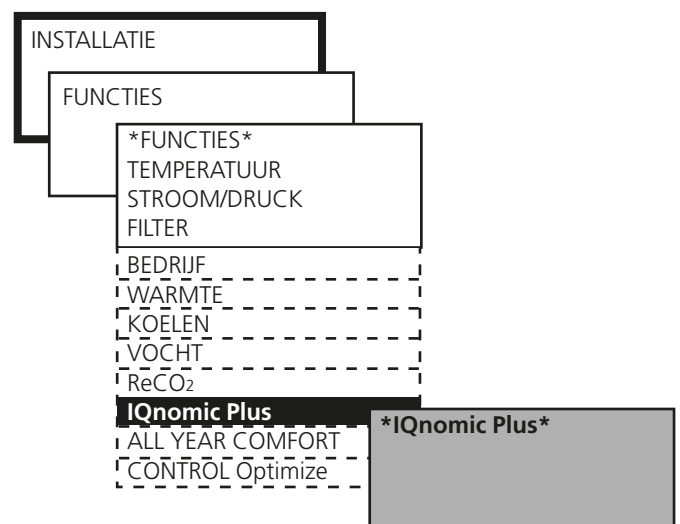 INSTALLATIE
FUNCTIES
*FUNCTIES*
TEMPERATUUR
STROOM/DRUCK
FILTER
BEDRIJF
WARMTE
KOELEN
VOCHT
ReCO2
IQnomic Plus
*IQnomic Plus*
ALL YEAR COMFORT
CONTROL Optimize